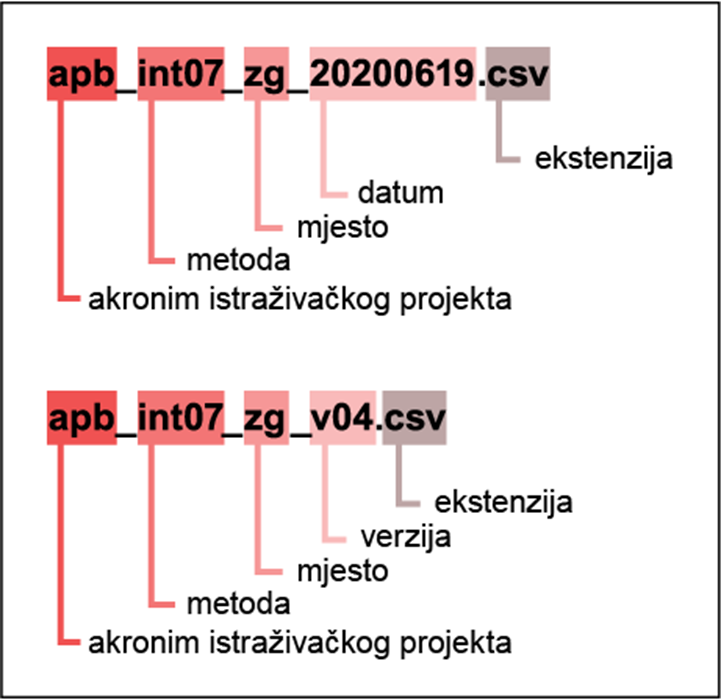 apb_int07_zg_20200619.csv
ekstenzija
datum
mjesto
metoda
akronim istraživačkog projekta
apb_int07_zg_v04.csv
ekstenzija
verzija
mjesto
metoda
akronim istraživačkog projekta